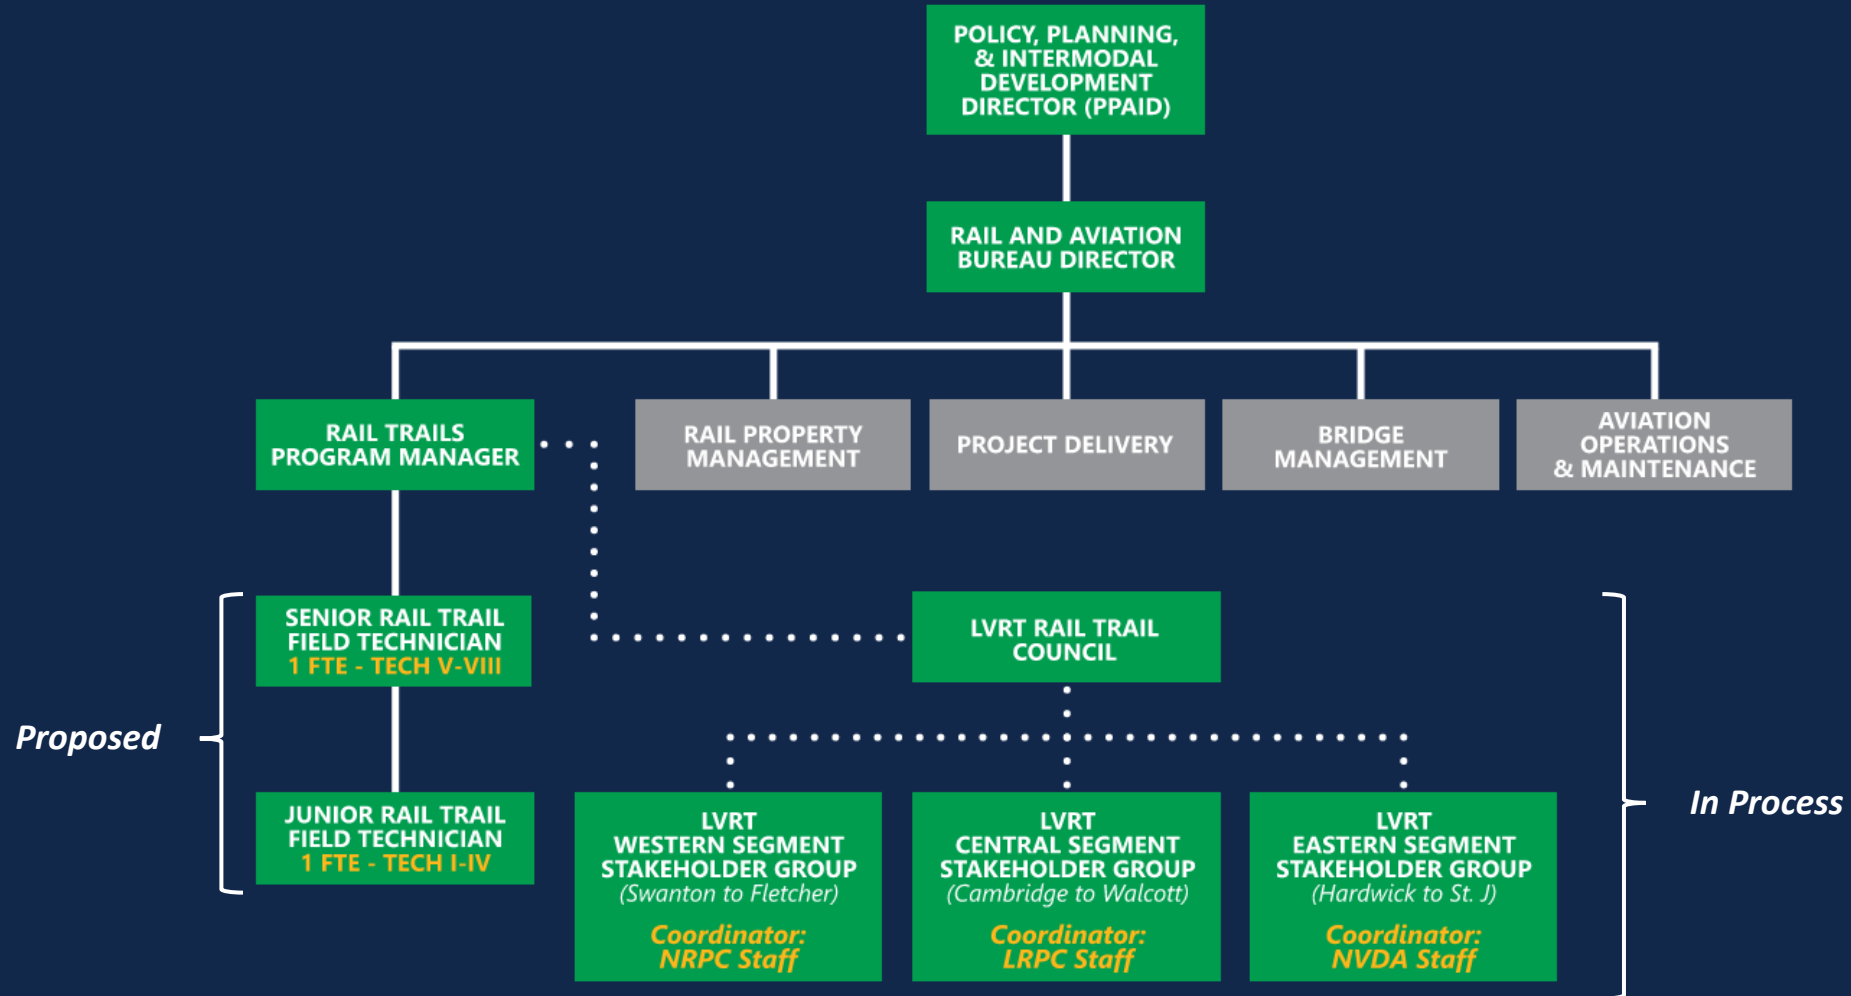 POLICY, PLANNING,
& INTERMODAL
DEVELOPMENT
DIRECTOR (PPAID)
RAIL AND AVIATION
BUREAU DIRECTOR
RAIL TRAILS
PROGRAM MANAGER
RAIL PROPERTY
MANAGEMENT
PROJECT DELIVERY
BRIDGE
MANAGEMENT
AVIATION
OPERATIONS
& MAINTENANCE
SENIOR RAIL TRAIL
FIELD TECHNICIAN
1 FTE - TECH V-VIII
LVRT RAIL TRAIL
COUNCIL
Proposed
In Process
JUNIOR RAIL TRAIL
FIELD TECHNICIAN
1 FTE - TECH I-IV
LVRT
WESTERN SEGMENT
STAKEHOLDER GROUP
(Swanton to Fletcher)
Coordinator:
NRPC Staff
LVRT
CENTRAL SEGMENT
STAKEHOLDER GROUP
(Cambridge to Walcott)
Coordinator:
LRPC Staff
LVRT
EASTERN SEGMENT
STAKEHOLDER GROUP
(Hardwick to St. J)
Coordinator:
NVDA Staff